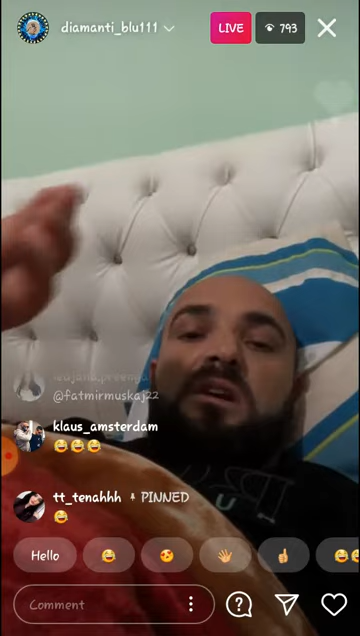 diamanti_blu111
LIVE
793
@fatmirmuskaj22
klaus_amsterdam
😂😂😂
tt_tenahhh PINNED
😂
Hello
Comment